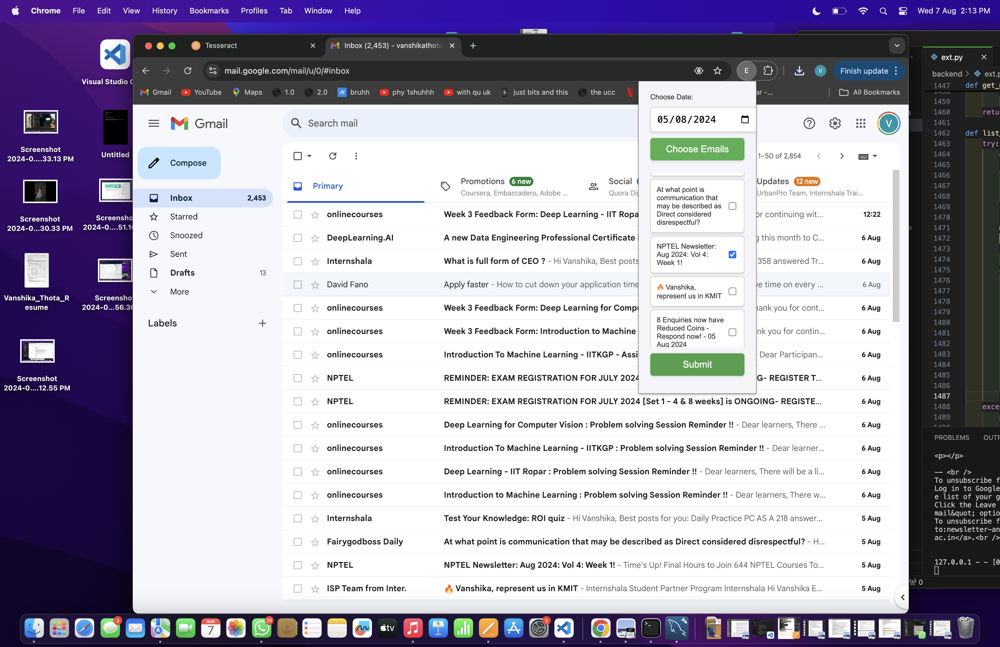 Chrome File Edit View History Bookmarks Profiles Tab Window Help
Wed 7 Aug 2:13 PM
Visual Studio
Screenshot
2024-0....33.13 PM
Untitled
Screenshot
2024-0...30.33 PM
Screensho
2024-0....51.1
Vanshika_Thota_R
esume
Screensho
2024-0...56.3
Screenshot
2024-0....12.55 PM
Tesseract
Inbox (2,453) - vanshikathota
mail.google.com/mail/u/0/#inbox
E
V
Finish update
Gmail YouTube Maps 1.0 2.0 bruhh phy 1shuhhh with qu uk just bits and this the ucc
ar -...
All Bookmarks
Gmail
Search mail
V
Compose
Inbox 2,453
Starred
Snoozed
Sent
Drafts 13
More
Labels
1–50 of 2,854
Primary
Promotions 6 new
Coursera, Embarcadero, Adobe ...
Social
Quora Dig
Updates 12 new
UrbanPro Team, Internshala Trai...
onlinecourses Week 3 Feedback Form: Deep Learning - IIT Ropa or continuing wit... 12:22
DeepLearning.AI A new Data Engineering Professional Certificate i g this month to C... 6 Aug
Internshala What is full form of CEO ? - Hi Vanshika, Best posts 358 answered Tr... 6 Aug
David Fano Apply faster - How to cut down your application time ve time on every ... 6 Aug
onlinecourses Week 3 Feedback Form: Deep Learning for Compu hank you for cont... 6 Aug
onlinecourses Week 3 Feedback Form: Introduction to Machine nk you for contin... 6 Aug
onlinecourses Introduction To Machine Learning - IITKGP - Assi - Dear Participan... 6 Aug
NPTEL REMINDER: EXAM REGISTRATION FOR JULY 2024 G- REGISTER T... 6 Aug
NPTEL REMINDER: EXAM REGISTRATION FOR JULY 2024 [Set 1 - 4 & 8 weeks] is ONGOING- REGISTE... 6 Aug
onlinecourses Deep Learning for Computer Vision : Problem solving Session Reminder !! - Dear learners, There ... 6 Aug
onlinecourses Introduction To Machine Learning - IITKGP : Problem solving Session Reminder !! - Dear learner... 6 Aug
onlinecourses Deep Learning - IIT Ropar : Problem solving Session Reminder !! - Dear learners, There will be a li... 6 Aug
onlinecourses Introduction to Machine Learning : Problem solving Session Reminder !! - Dear learners, There w... 6 Aug
Internshala Test Your Knowledge: ROI quiz - Hi Vanshika, Best posts for you: Daily Practice PC AS A 218 answer... 5 Aug
Fairygodboss Daily At what point is communication that may be described as Direct considered disrespectful? - H... 5 Aug
NPTEL NPTEL Newsletter: Aug 2024: Vol 4: Week 1! - Time's Up! Final Hours to Join 644 NPTEL Courses To... 5 Aug
ISP Team from Inter. 🔥 Vanshika, represent us in KMIT - Internshala Student Partner Program Internshala Hi Vanshika E... 5 Aug
Choose Date:
05/08/2024
Choose Emails
At what point is
communication that
may be described as
Direct considered
disrespectful?
NPTEL Newsletter:
Aug 2024: Vol 4:
Week 1!
🔥 Vanshika,
represent us in KMIT
8 Enquiries now have
Reduced Coins -
Respond now! - 05
Aug 2024
Submit
ext.py
backend > ext.p
1447 def get_
1459
1460 retu
1461
1462 def list_
1463 try:
1464
1465
1466
1467
1468
1469
1470
1471
1472
1473
1474
1475
1476
1477
1478
1479
1480
1481
1482
1483
1484
1485
1486
1487
1488 exce
1489
PROBLEMS OUTP
<p></p>
-- <br />
To unsubscribe f
Log in to Google
e list of your g
Click the Leave
mail&quot; optio
To unsubscribe f
to:newsletter-an
ac.in</a>.<br />
127.0.0.1 - - [0
0
3
AUG
7
28
tv
2